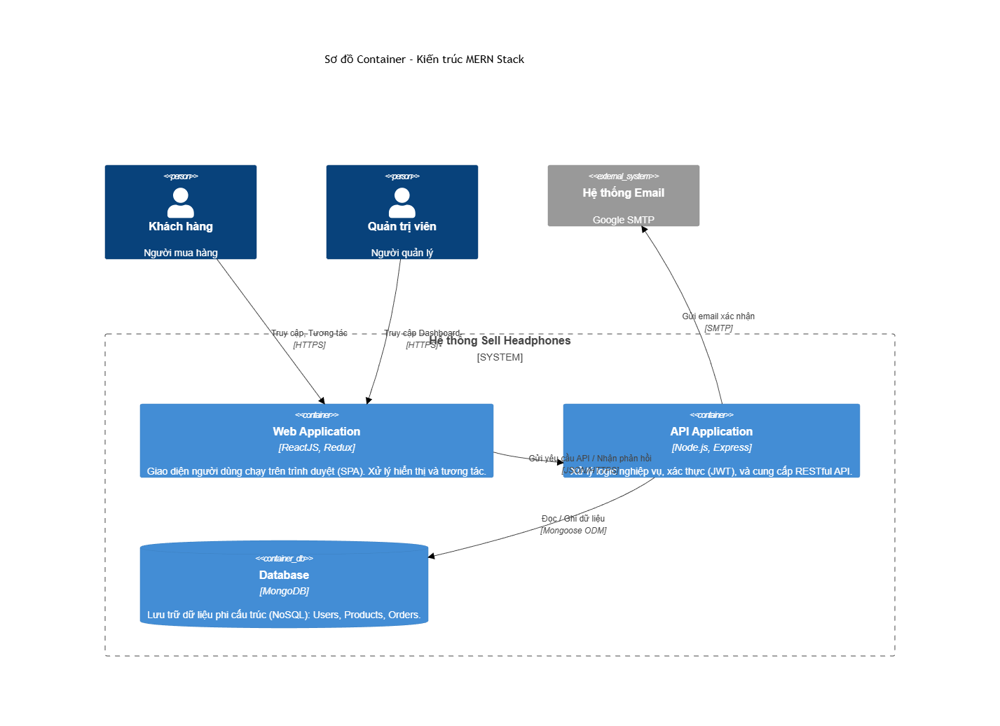 Sơ đồ Container - Kiến trúc MERN Stack
<<person>>
Khách hàng
Người mua hàng
<<person>>
Quản trị viên
Người quản lý
<<external_system>>
Hệ thống Email
Google SMTP
Truy cập, Tương tác
[HTTPS]
Truy cập Dashboard
[HTTPS]
Gửi email xác nhận
[SMTP]
Hệ thống Sell Headphones
[SYSTEM]
<<container>>
Web Application
[ReactJS, Redux]
Giao diện người dùng chạy trên trình duyệt (SPA). Xử lý hiển thị và tương tác.
<<container>>
API Application
[Node.js, Express]
Xử lý logic nghiệp vụ, xác thực (JWT), và cung cấp RESTful API.
Gửi yêu cầu API / Nhận phản hồi
[JSON/HTTPS]
Đọc / Ghi dữ liệu
[Mongoose ODM]
<<container_db>>
Database
[MongoDB]
Lưu trữ dữ liệu phi cấu trúc (NoSQL): Users, Products, Orders.